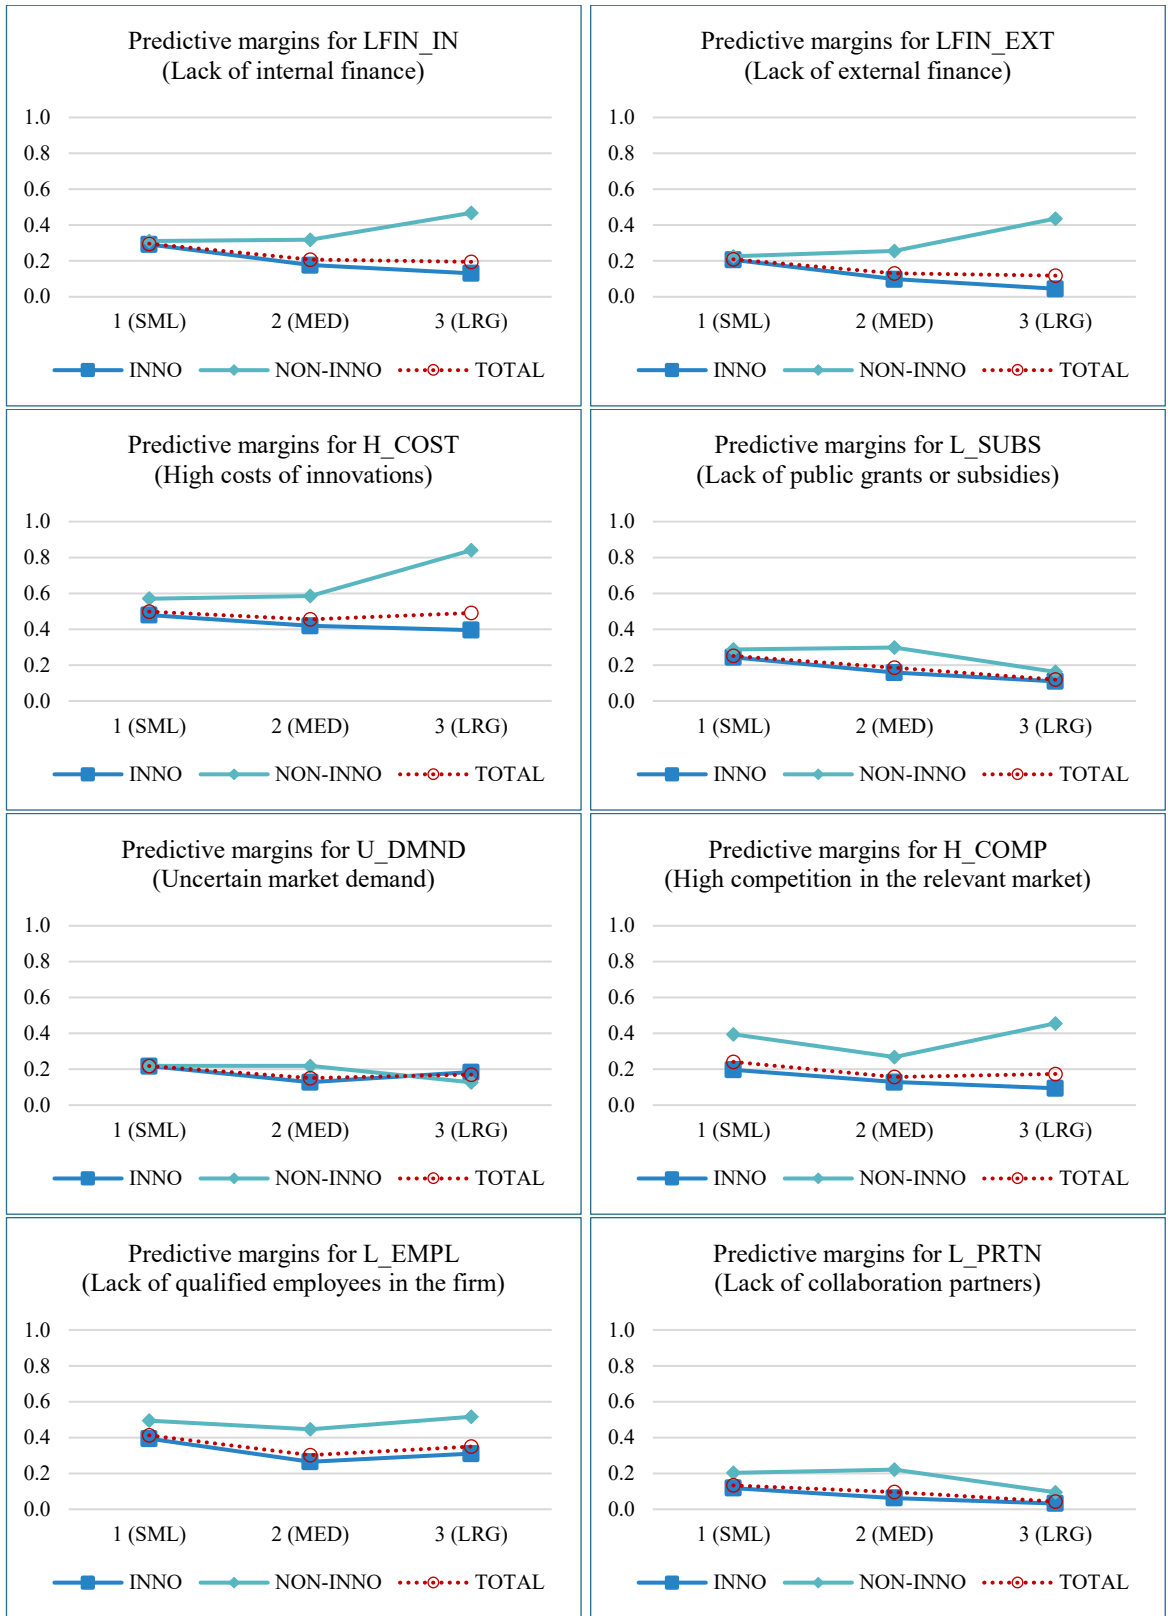 Predictive margins for LFIN_IN
(Lack of internal finance)
1.0
0.8
0.6
0.4
0.2
0.0
1 (SML) 2 (MED) 3 (LRG)
INNO NON-INNO TOTAL
Predictive margins for LFIN_EXT
(Lack of external finance)
1.0
0.8
0.6
0.4
0.2
0.0
1 (SML) 2 (MED) 3 (LRG)
INNO NON-INNO TOTAL
Predictive margins for H_COST
(High costs of innovations)
1.0
0.8
0.6
0.4
0.2
0.0
1 (SML) 2 (MED) 3 (LRG)
INNO NON-INNO TOTAL
Predictive margins for L_SUBS
(Lack of public grants or subsidies)
1.0
0.8
0.6
0.4
0.2
0.0
1 (SML) 2 (MED) 3 (LRG)
INNO NON-INNO TOTAL
Predictive margins for U_DMND
(Uncertain market demand)
1.0
0.8
0.6
0.4
0.2
0.0
1 (SML) 2 (MED) 3 (LRG)
INNO NON-INNO TOTAL
Predictive margins for H_COMP
(High competition in the relevant market)
1.0
0.8
0.6
0.4
0.2
0.0
1 (SML) 2 (MED) 3 (LRG)
INNO NON-INNO TOTAL
Predictive margins for L_EMPL
(Lack of qualified employees in the firm)
1.0
0.8
0.6
0.4
0.2
0.0
1 (SML) 2 (MED) 3 (LRG)
INNO NON-INNO TOTAL
Predictive margins for L_PRTN
(Lack of collaboration partners)
1.0
0.8
0.6
0.4
0.2
0.0
1 (SML) 2 (MED) 3 (LRG)
INNO NON-INNO TOTAL